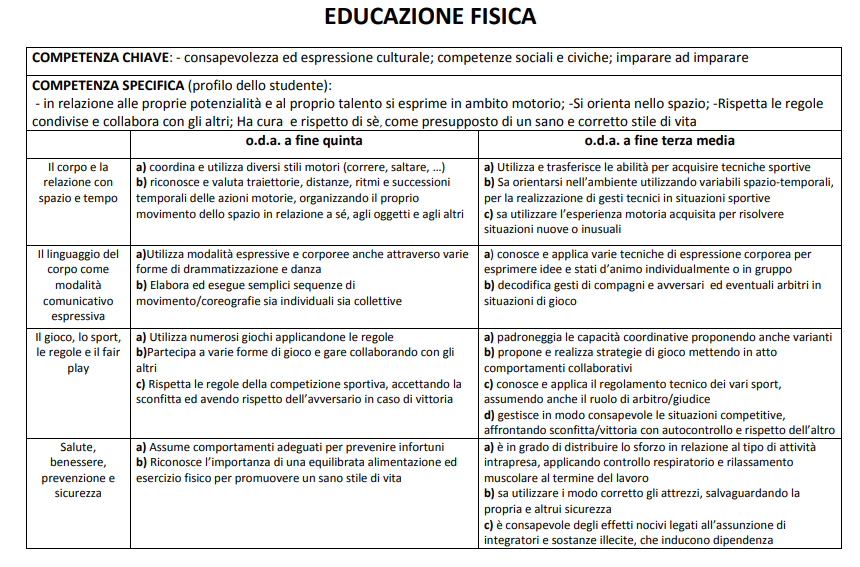 EDUCAZIONE FISICA
COMPETENZA CHIAVE: - consapevolezza ed espressione culturale; competenze sociali e civiche; imparare ad imparare
COMPETENZA SPECIFICA (profilo dello studente):
- in relazione alle proprie potenzialità e al proprio talento si esprime in ambito motorio; -Si orienta nello spazio; -Rispetta le regole
condivise e collabora con gli altri; Ha cura e rispetto di sè, come presupposto di un sano e corretto stile di vita
o.d.a. a fine quinta
o.d.a. a fine terza media
Il corpo e la
relazione con
spazio e tempo
a) coordina e utilizza diversi stili motori (correre, saltare, …)
b) riconosce e valuta traiettorie, distanze, ritmi e successioni
temporali delle azioni motorie, organizzando il proprio
movimento dello spazio in relazione a sé, agli oggetti e agli altri
a) Utilizza e trasferisce le abilità per acquisire tecniche sportive
b) Sa orientarsi nell’ambiente utilizzando variabili spazio-temporali,
per la realizzazione di gesti tecnici in situazioni sportive
c) sa utilizzare l’esperienza motoria acquisita per risolvere
situazioni nuove o inusuali
Il linguaggio del
corpo come
modalità
comunicativo
espressiva
a)Utilizza modalità espressive e corporee anche attraverso varie
forme di drammatizzazione e danza
b) Elabora ed esegue semplici sequenze di
movimento/coreografie sia individuali sia collettive
a) conosce e applica varie tecniche di espressione corporea per
esprimere idee e stati d’animo individualmente o in gruppo
b) decodifica gesti di compagni e avversari ed eventuali arbitri in
situazioni di gioco
Il gioco, lo sport,
le regole e il fair
play
a) Utilizza numerosi giochi applicandone le regole
b)Partecipa a varie forme di gioco e gare collaborando con gli
altri
c) Rispetta le regole della competizione sportiva, accettando la
sconfitta ed avendo rispetto dell’avversario in caso di vittoria
a) padroneggia le capacità coordinative proponendo anche varianti
b) propone e realizza strategie di gioco mettendo in atto
comportamenti collaborativi
c) conosce e applica il regolamento tecnico dei vari sport,
assumendo anche il ruolo di arbitro/giudice
d) gestisce in modo consapevole le situazioni competitive,
affrontando sconfitta/vittoria con autocontrollo e rispetto dell’altro
Salute,
benessere,
prevenzione e
sicurezza
a) Assume comportamenti adeguati per prevenire infortuni
b) Riconosce l’importanza di una equilibrata alimentazione ed
esercizio fisico per promuovere un sano stile di vita
a) è in grado di distribuire lo sforzo in relazione al tipo di attività
intrapresa, applicando controllo respiratorio e rilassamento
muscolare al termine del lavoro
b) sa utilizzare i modo corretto gli attrezzi, salvaguardando la
propria e altrui sicurezza
c) è consapevole degli effetti nocivi legati all’assunzione di
integratori e sostanze illecite, che inducono dipendenza